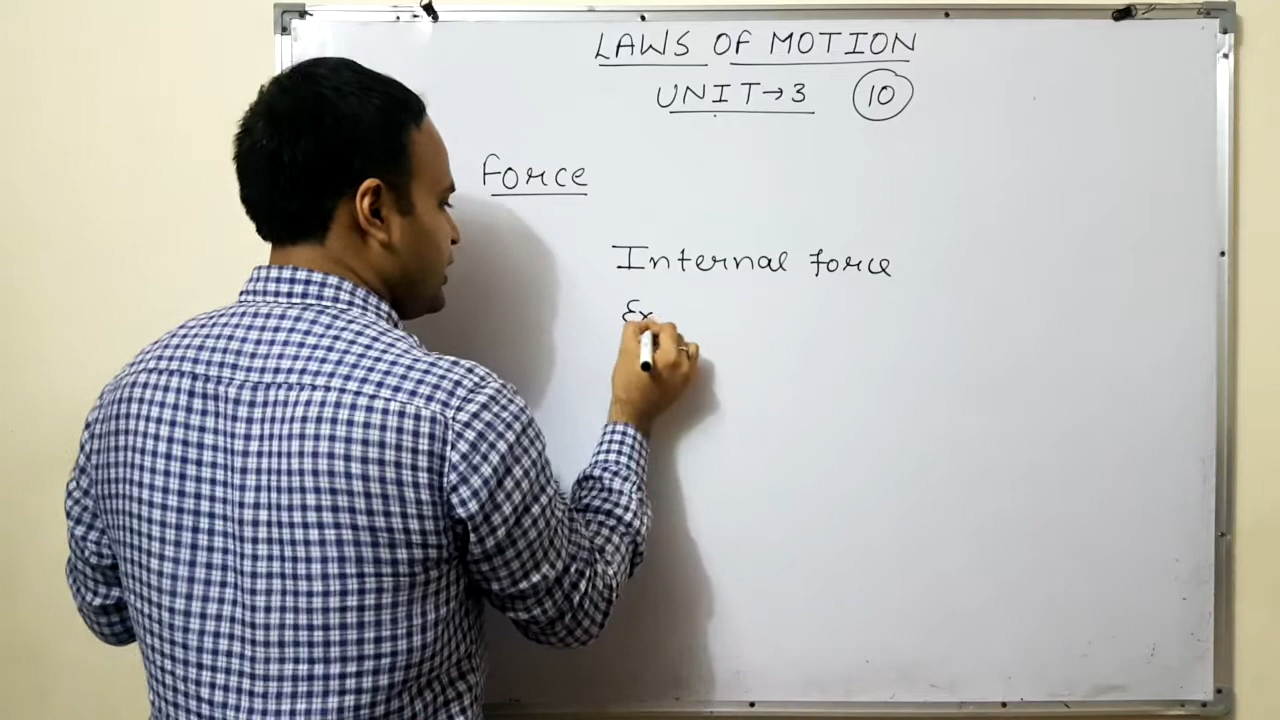 LAWS OF MOTION
UNIT→3 10
Force
Internal force
Ex